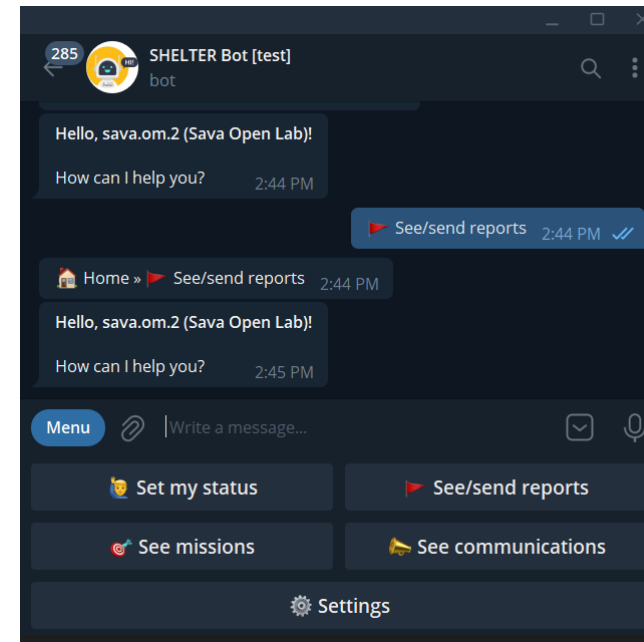 285
SHELTER Bot [test]
bot
Hello, sava.om.2 (Sava Open Lab)!
How can I help you? 2:44 PM
🚩 See/send reports 2:44 PM
🏠 Home » 🚩 See/send reports 2:44 PM
Hello, sava.om.2 (Sava Open Lab)!
How can I help you? 2:45 PM
Menu Write a message...
🙋 Set my status 🚩 See/send reports
🎯 See missions 📣 See communications
⚙️ Settings